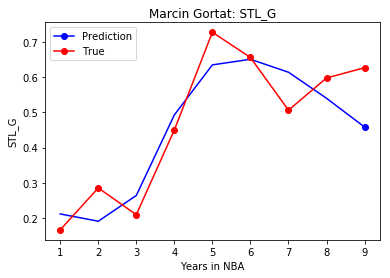 Marcin Gortat: STL_G
Prediction
True
STL_G
0.7
0.6
0.5
0.4
0.3
0.2
1 2 3 4 5 6 7 8 9
Years in NBA